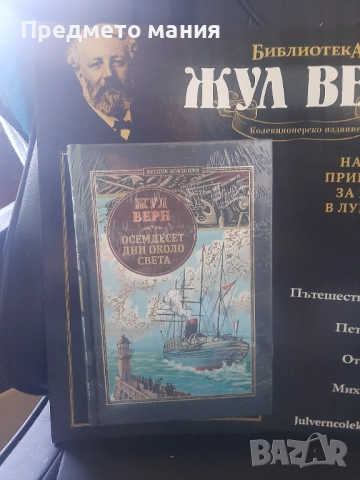 Предмето мания
БИБЛИОТЕКА
ЖУЛ ВЕ
Колекционерско издание
НА
ПРИ
ЗА
В ЛУ
ЖУЛ
ВЕРН
ОСЕМДЕСЕТ
ДНИ ОКОЛО
СВЕТА
Пътешест
Пет
От
Мих
Julverncolek
BAZAR